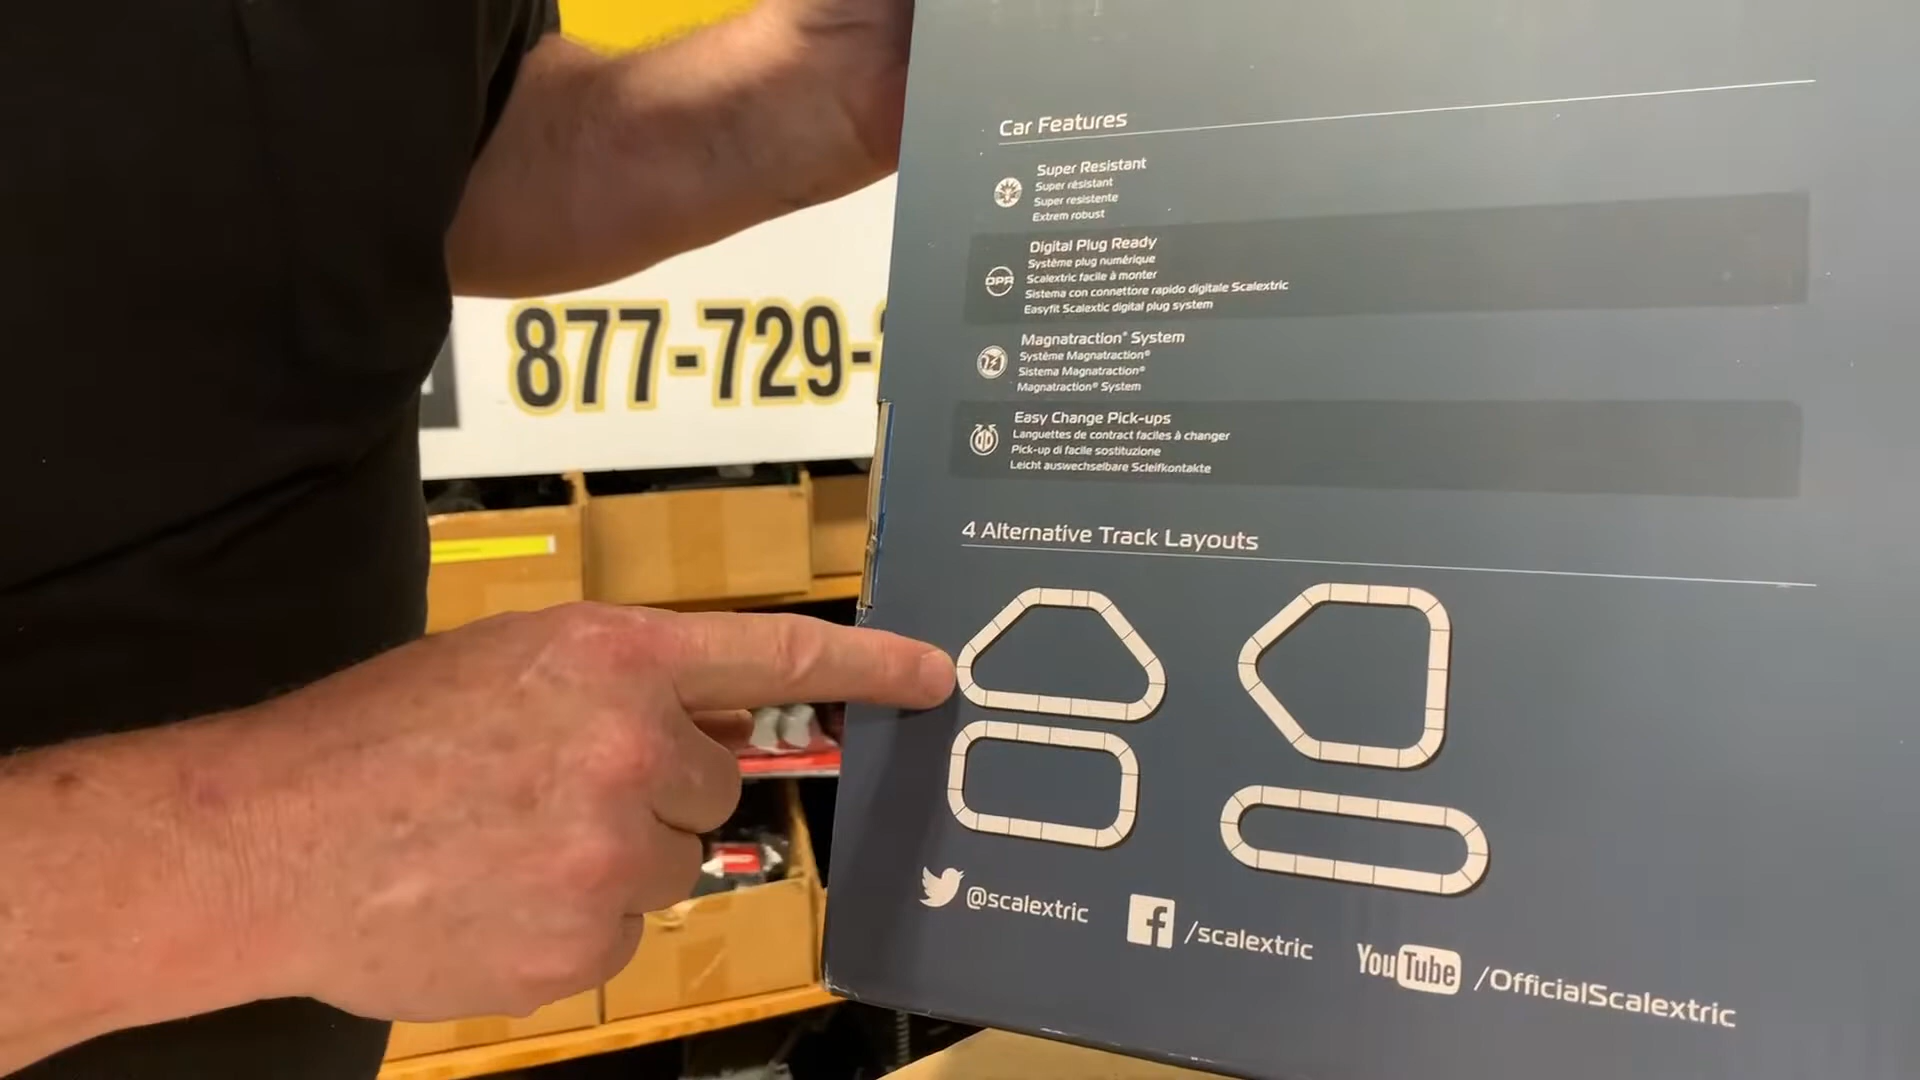 877-729-
Car Features
Super Resistant
Super résistant
Super resistente
Extrem robust
DPR
Digital Plug Ready
Système plug numérique
Scalextric facile à monter
Sistema con connettore rapido digitale Scalextric
Easyfit Scalextic digital plug system
Magnatraction® System
Système Magnatraction®
Sistema Magnatraction®
Magnatraction® System
Easy Change Pick-ups
Languettes de contract faciles à changer
Pick-up di facile sostituzione
Leicht auswechselbare Scleifkontakte
4 Alternative Track Layouts
@scalextric
f /scalextric
YouTube /OfficialScalextric